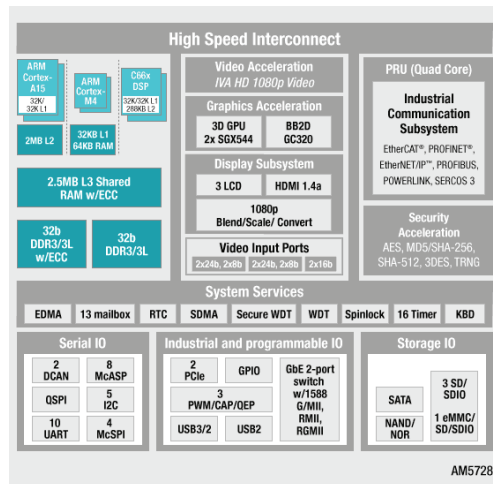 High Speed Interconnect
ARM
Cortex-
A15
32K/
32K L1
2MB L2
ARM
Cortex-
M4
32KB L1
64KB RAM
C66x
DSP
32K/32K L1
288KB L2
2.5MB L3 Shared
RAM w/ECC
32b
DDR3/3L
w/ECC
32b
DDR3/3L
Video Acceleration
IVA HD 1080p Video
Graphics Acceleration
3D GPU
2x SGX544
BB2D
GC320
Display Subsystem
3 LCD
HDMI 1.4a
1080p
Blend/Scale/ Convert
Video Input Ports
2x24b, 2x8b
2x24b, 2x8b
2x16b
PRU (Quad Core)
Industrial
Communication
Subsystem
EtherCAT®, PROFINET®,
EtherNET/IP™, PROFIBUS,
POWERLINK, SERCOS 3
Security
Acceleration
AES, MD5/SHA-256,
SHA-512, 3DES, TRNG
System Services
EDMA
13 mailbox
RTC
SDMA
Secure WDT
WDT
Spinlock
16 Timer
KBD
Serial IO
2
DCAN
8
McASP
QSPI
5
I2C
10
UART
4
McSPI
Industrial and programmable IO
2
PCIe
GPIO
3
PWM/CAP/QEP
USB3/2
USB2
GbE 2-port
switch
w/1588
G/MII,
RMII,
RGMII
Storage IO
SATA
NAND/
NOR
3 SD/
SDIO
1 eMMC/
SD/SDIO
AM5728